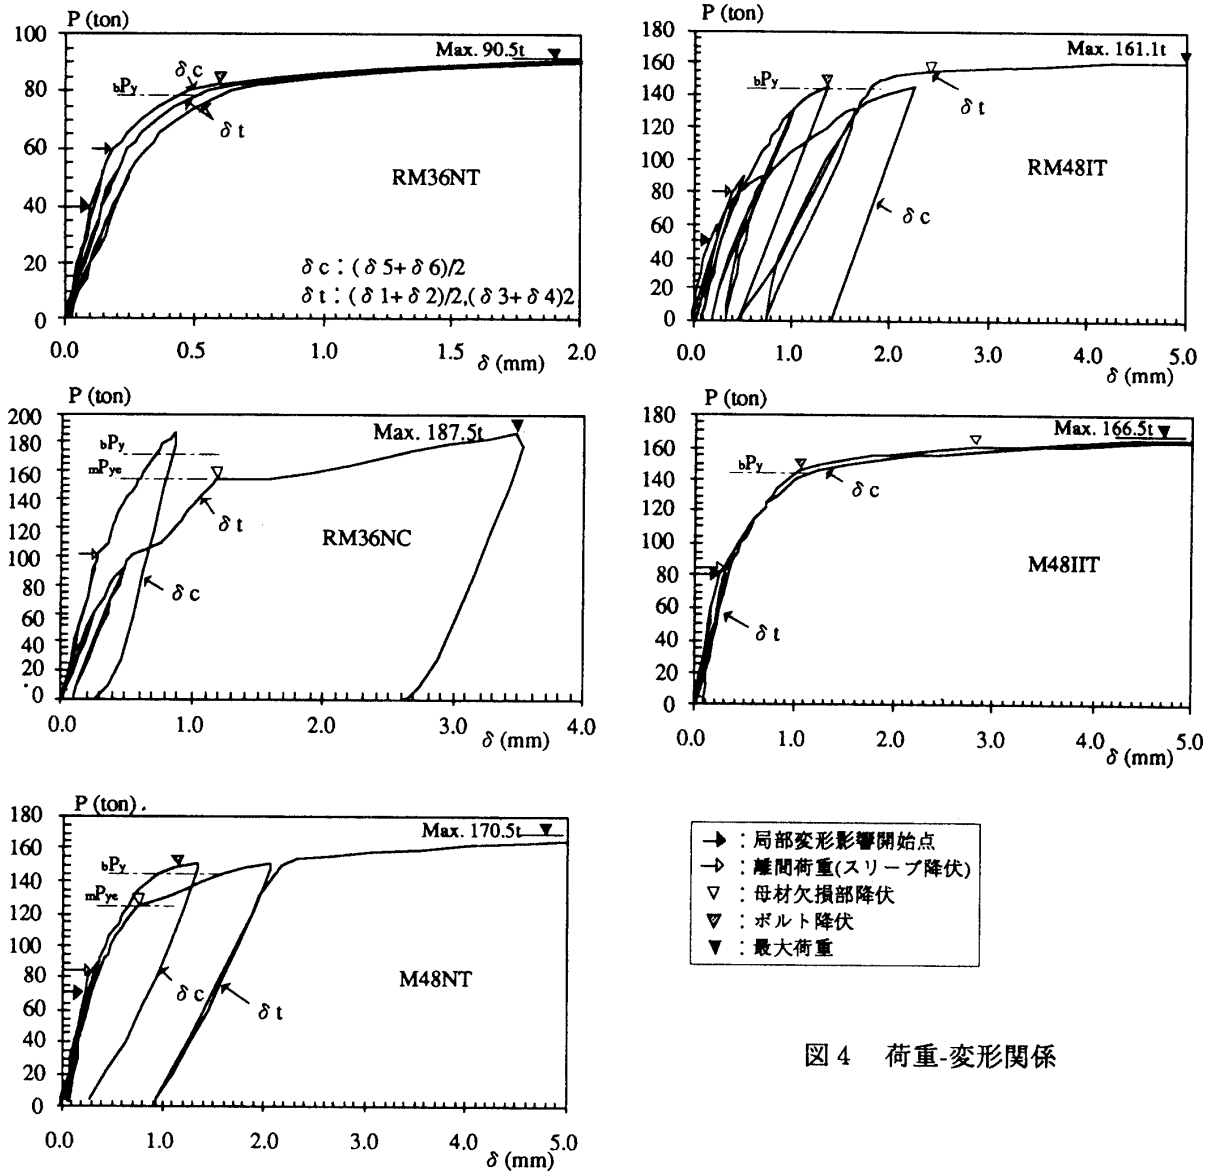 P (ton)
100
80
60
40
20
0
Max. 90.5t
δc
bPy
δt
RM36NT
δc:(δ5+δ6)/2
δt:(δ1+δ2)/2,(δ3+δ4)2
0.0 0.5 1.0 1.5 2.0
δ (mm)
P (ton)
180
160
140
120
100
80
60
40
20
0
Max. 161.1t
bPy
δt
RM48IT
δc
0.0 1.0 2.0 3.0 4.0 5.0
δ (mm)
P (ton)
200
180
160
140
120
100
80
60
40
20
0
Max. 187.5t
bPy
mPye
δt
RM36NC
δc
0.0 1.0 2.0 3.0 4.0
δ (mm)
P (ton)
180
160
140
120
100
80
60
40
20
0
Max. 166.5t
bPy
δc
M48IIT
δt
0.0 1.0 2.0 3.0 4.0 5.0
δ (mm)
P (ton)
180
160
140
120
100
80
60
40
20
0
Max. 170.5t
bPy
mPye
M48NT
δc
δt
0.0 1.0 2.0 3.0 4.0 5.0
δ (mm)
:局部変形影響開始点
:離間荷重(スリーブ降伏)
:母材欠損部降伏
:ボルト降伏
:最大荷重
図4 荷重-変形関係